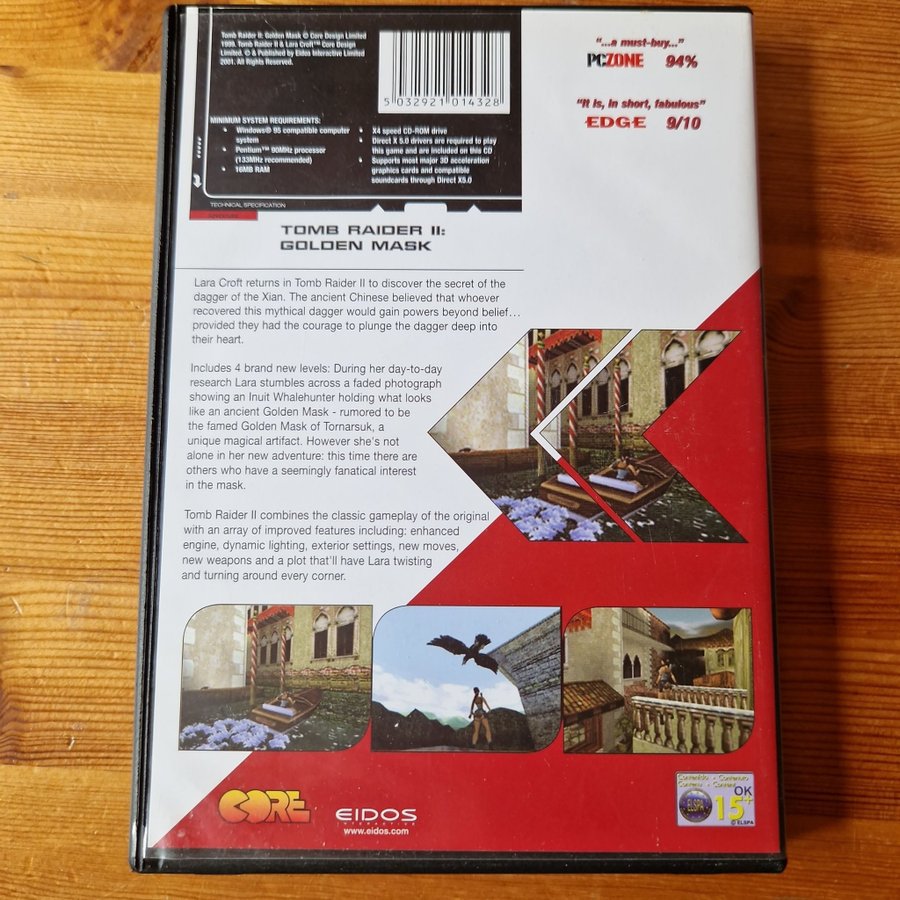 Tomb Raider II: Golden Mask © Core Design Limited
1999. Tomb Raider II & Lara Croft™ Core Design
Limited. © & Published by Eidos Interactive Limited
2001. All Rights Reserved.
5 032921 014328
"...a must-buy..."
PCZONE 94%
"It is, in short, fabulous"
EDGE 9/10
MINIMUM SYSTEM REQUIREMENTS:
• Windows® 95 compatible computer
system
• Pentium™ 90MHz processor
(133MHz recommended)
• 16MB RAM
• X4 speed CD-ROM drive
• Direct X 5.0 drivers are required to play
this game and are included on this CD
• Supports most major 3D acceleration
graphics cards and compatible
soundcards through Direct X5.0
TECHNICAL SPECIFICATION
ADVENTURE
TOMB RAIDER II:
GOLDEN MASK
Lara Croft returns in Tomb Raider II to discover the secret of the
dagger of the Xian. The ancient Chinese believed that whoever
recovered this mythical dagger would gain powers beyond belief...
provided they had the courage to plunge the dagger deep into
their heart.
Includes 4 brand new levels: During her day-to-day
research Lara stumbles across a faded photograph
showing an Inuit Whalehunter holding what looks
like an ancient Golden Mask - rumored to be
the famed Golden Mask of Tornarsuk, a
unique magical artifact. However she's not
alone in her new adventure: this time there are
others who have a seemingly fanatical interest
in the mask.
Tomb Raider II combines the classic gameplay of the original
with an array of improved features including: enhanced
engine, dynamic lighting, exterior settings, new moves,
new weapons and a plot that'll have Lara twisting
and turning around every corner.
CORE
EIDOS
INTERACTIVE
www.eidos.com
Contenido - Contenuto
Contenu - Content
ELSPA
OK
15+
© ELSPA